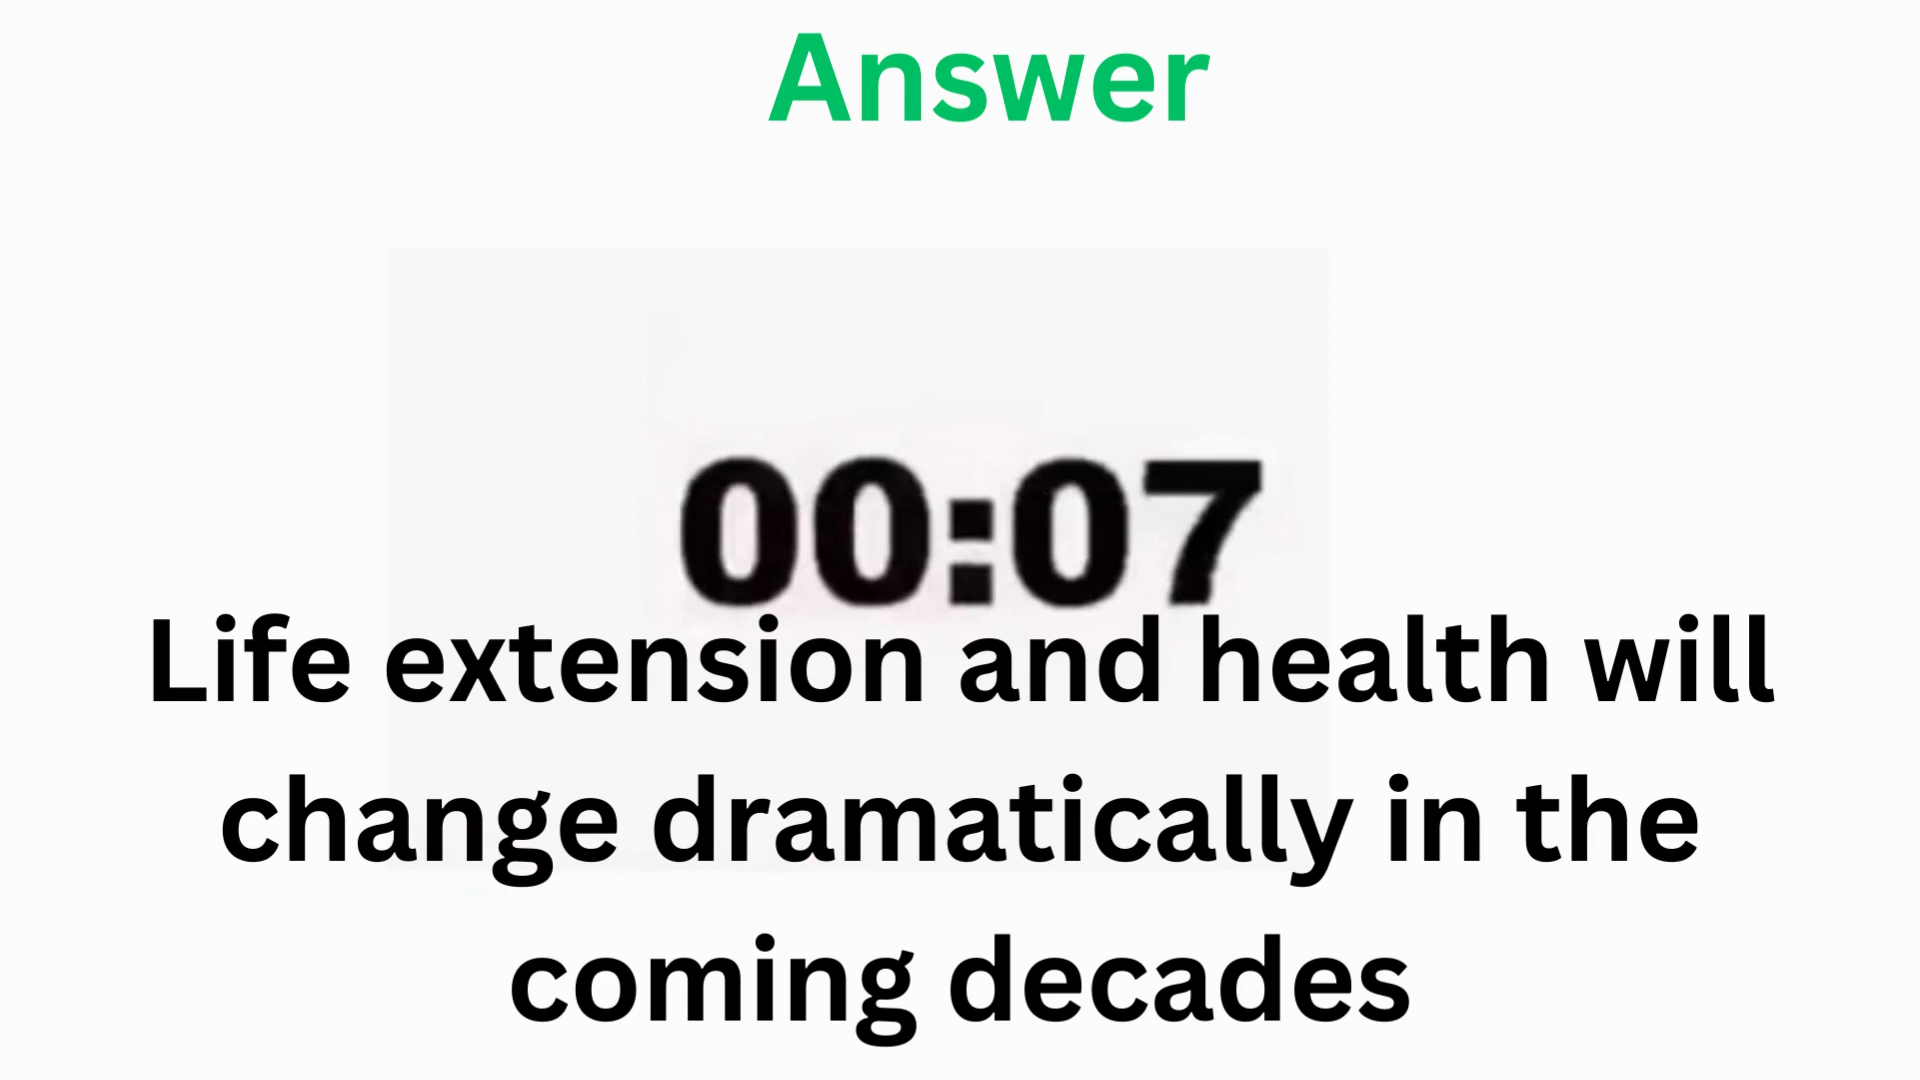 Answer
00:07
Life extension and health will
change dramatically in the
coming decades